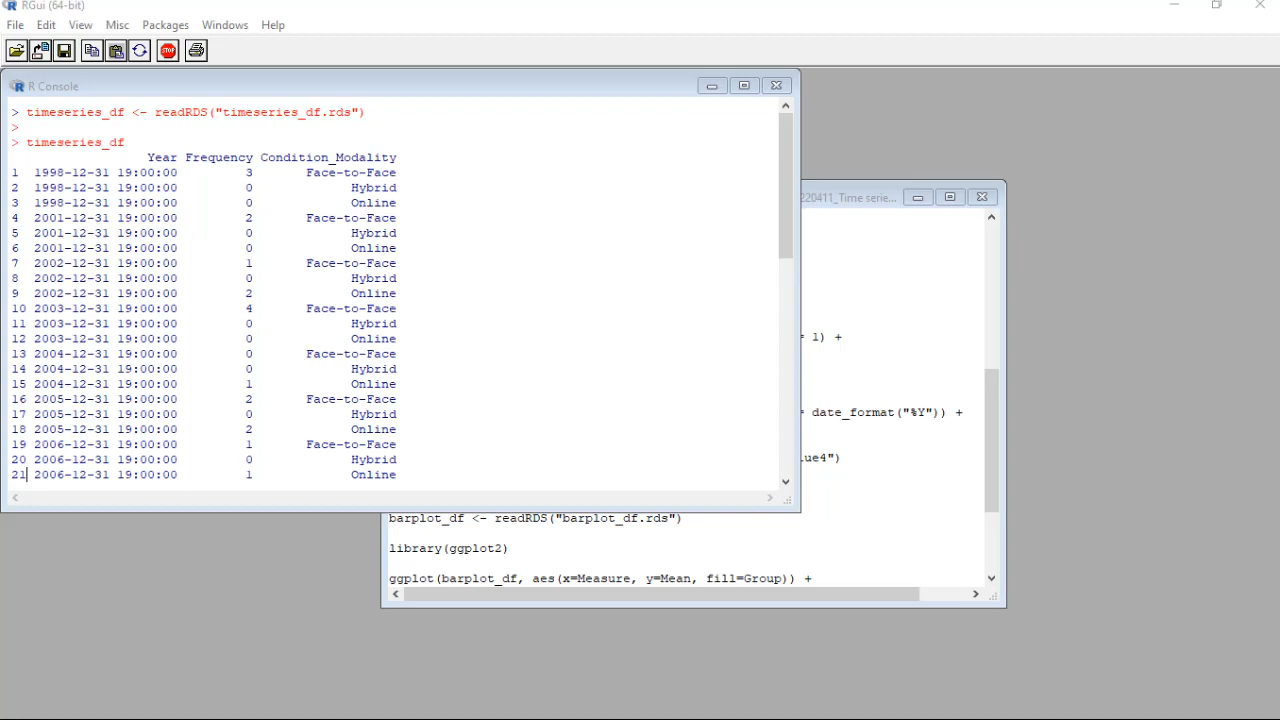 RGui (64-bit)
File Edit View Misc Packages Windows Help
STOP
R Console
> timeseries_df <- readRDS("timeseries_df.rds")
>
> timeseries_df
Year Frequency Condition_Modality
1 1998-12-31 19:00:00 3 Face-to-Face
2 1998-12-31 19:00:00 0 Hybrid
3 1998-12-31 19:00:00 0 Online
4 2001-12-31 19:00:00 2 Face-to-Face
5 2001-12-31 19:00:00 0 Hybrid
6 2001-12-31 19:00:00 0 Online
7 2002-12-31 19:00:00 1 Face-to-Face
8 2002-12-31 19:00:00 0 Hybrid
9 2002-12-31 19:00:00 2 Online
10 2003-12-31 19:00:00 4 Face-to-Face
11 2003-12-31 19:00:00 0 Hybrid
12 2003-12-31 19:00:00 0 Online
13 2004-12-31 19:00:00 0 Face-to-Face
14 2004-12-31 19:00:00 0 Hybrid
15 2004-12-31 19:00:00 1 Online
16 2005-12-31 19:00:00 2 Face-to-Face
17 2005-12-31 19:00:00 0 Hybrid
18 2005-12-31 19:00:00 2 Online
19 2006-12-31 19:00:00 1 Face-to-Face
20 2006-12-31 19:00:00 0 Hybrid
21 2006-12-31 19:00:00 1 Online
220411_Time serie...
= 1) +
= date_format("%Y")) +
ue4")
barplot_df <- readRDS("barplot_df.rds")
library(ggplot2)
ggplot(barplot_df, aes(x=Measure, y=Mean, fill=Group)) +